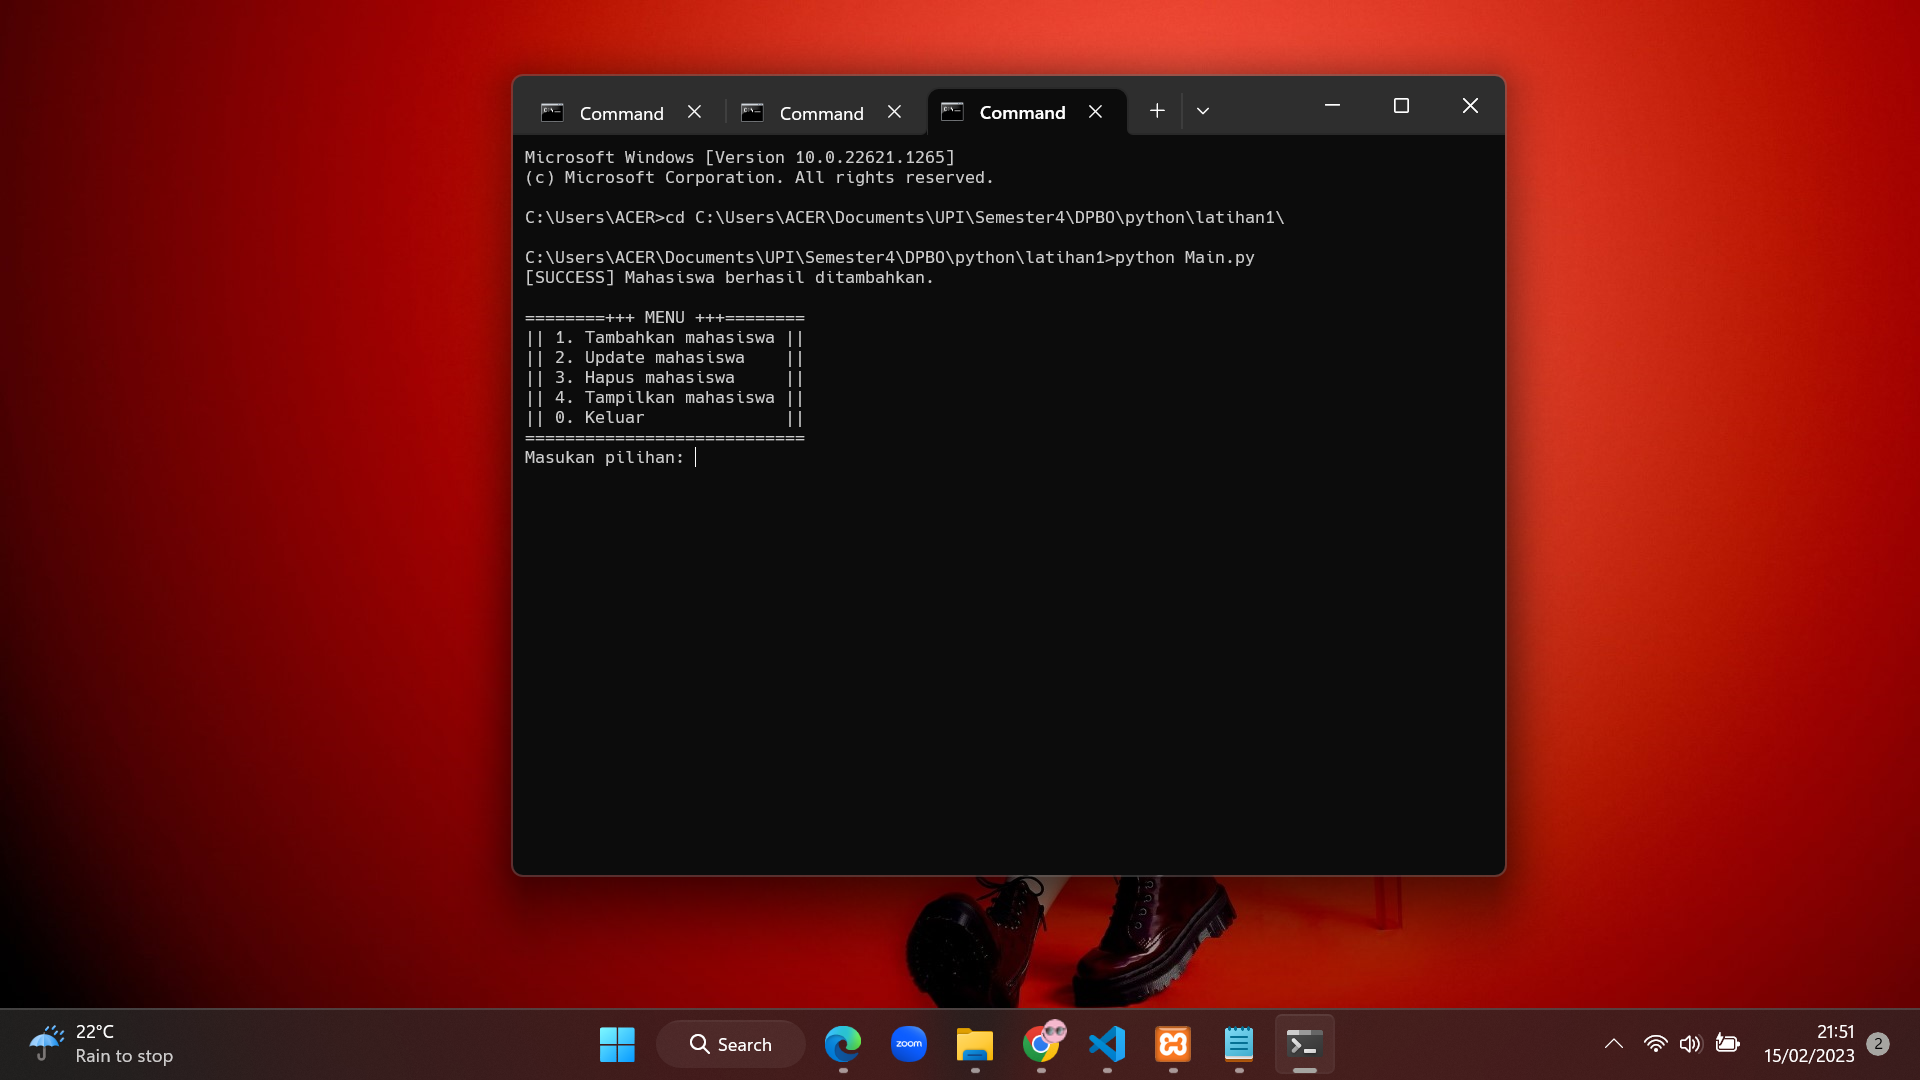 Command
Command
Command
Microsoft Windows [Version 10.0.22621.1265]
(c) Microsoft Corporation. All rights reserved.
C:\Users\ACER>cd C:\Users\ACER\Documents\UPI\Semester4\DPBO\python\latihan1\
C:\Users\ACER\Documents\UPI\Semester4\DPBO\python\latihan1>python Main.py
[SUCCESS] Mahasiswa berhasil ditambahkan.
========+++ MENU +++========
|| 1. Tambahkan mahasiswa ||
|| 2. Update mahasiswa    ||
|| 3. Hapus mahasiswa     ||
|| 4. Tampilkan mahasiswa ||
|| 0. Keluar              ||
============================
Masukan pilihan:
22°C
Rain to stop
Search
zoom
21:51
15/02/2023
2